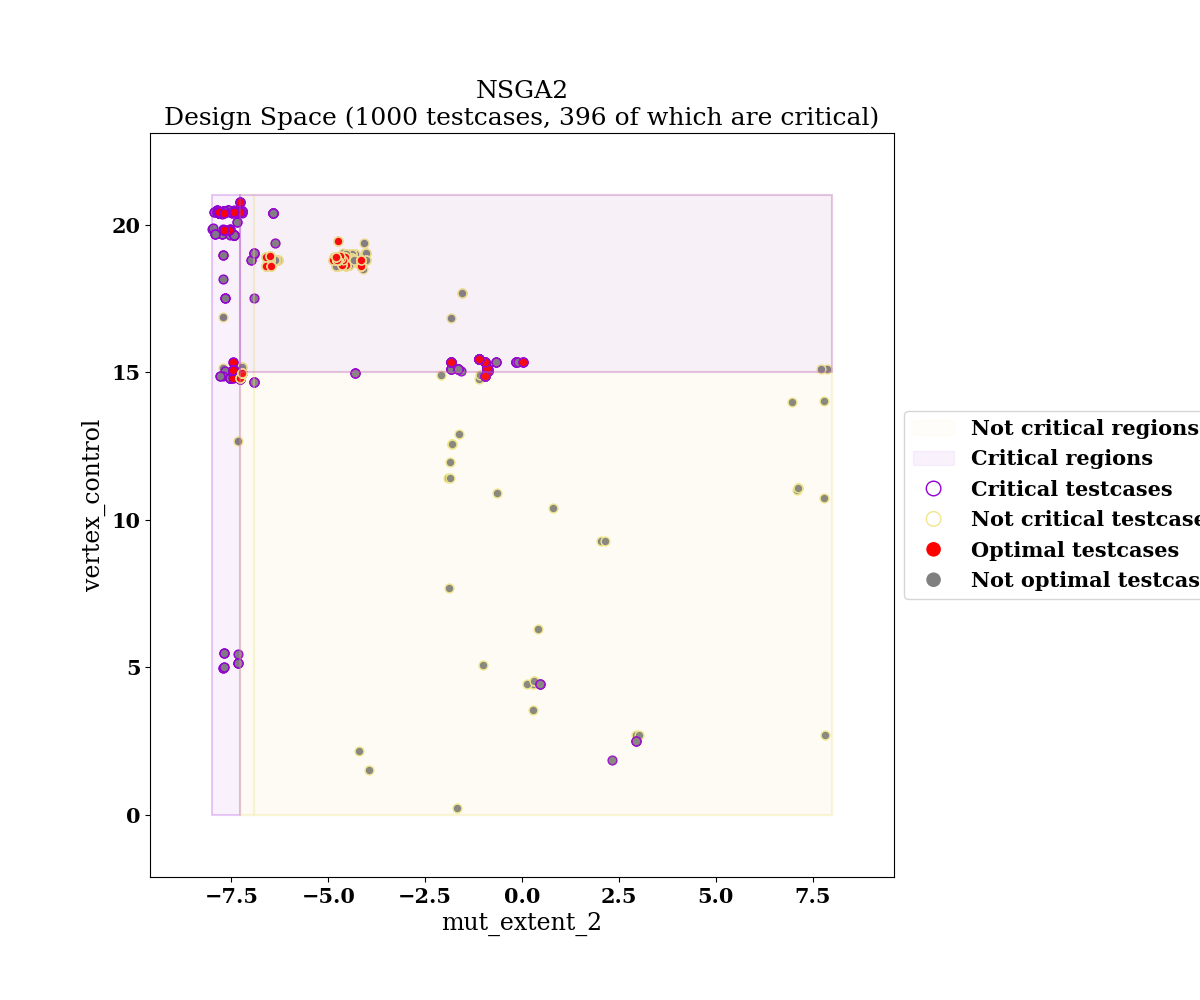 NSGA2
Design Space (1000 testcases, 396 of which are critical)
20
15
10
5
0
vertex_control
−7.5 −5.0 −2.5 0.0 2.5 5.0 7.5
mut_extent_2
Not critical regions
Critical regions
Critical testcases
Not critical testcase
Optimal testcases
Not optimal testcas